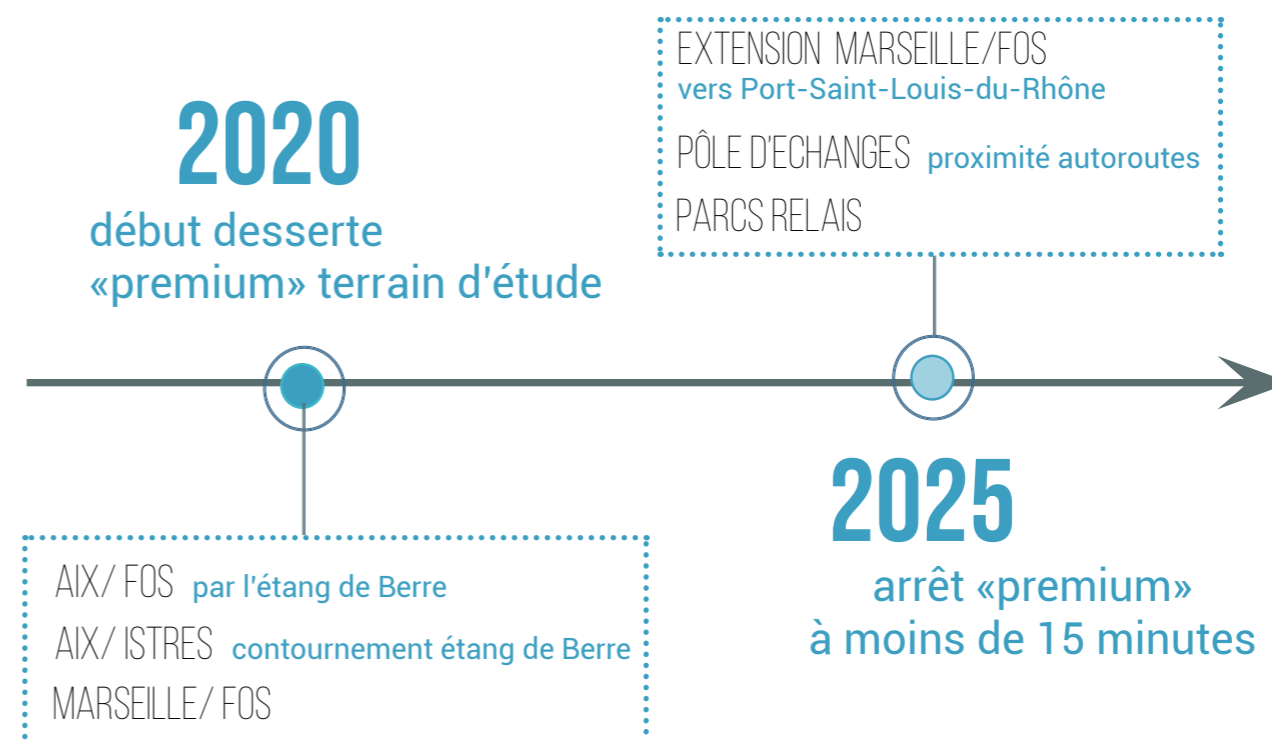 2020
début desserte
«premium» terrain d'étude
AIX/ FOS par l'étang de Berre
AIX/ ISTRES contournement étang de Berre
MARSEILLE/ FOS
EXTENSION MARSEILLE/FOS
vers Port-Saint-Louis-du-Rhône
PÔLE D'ECHANGES proximité autoroutes
PARCS RELAIS
2025
arrêt «premium»
à moins de 15 minutes